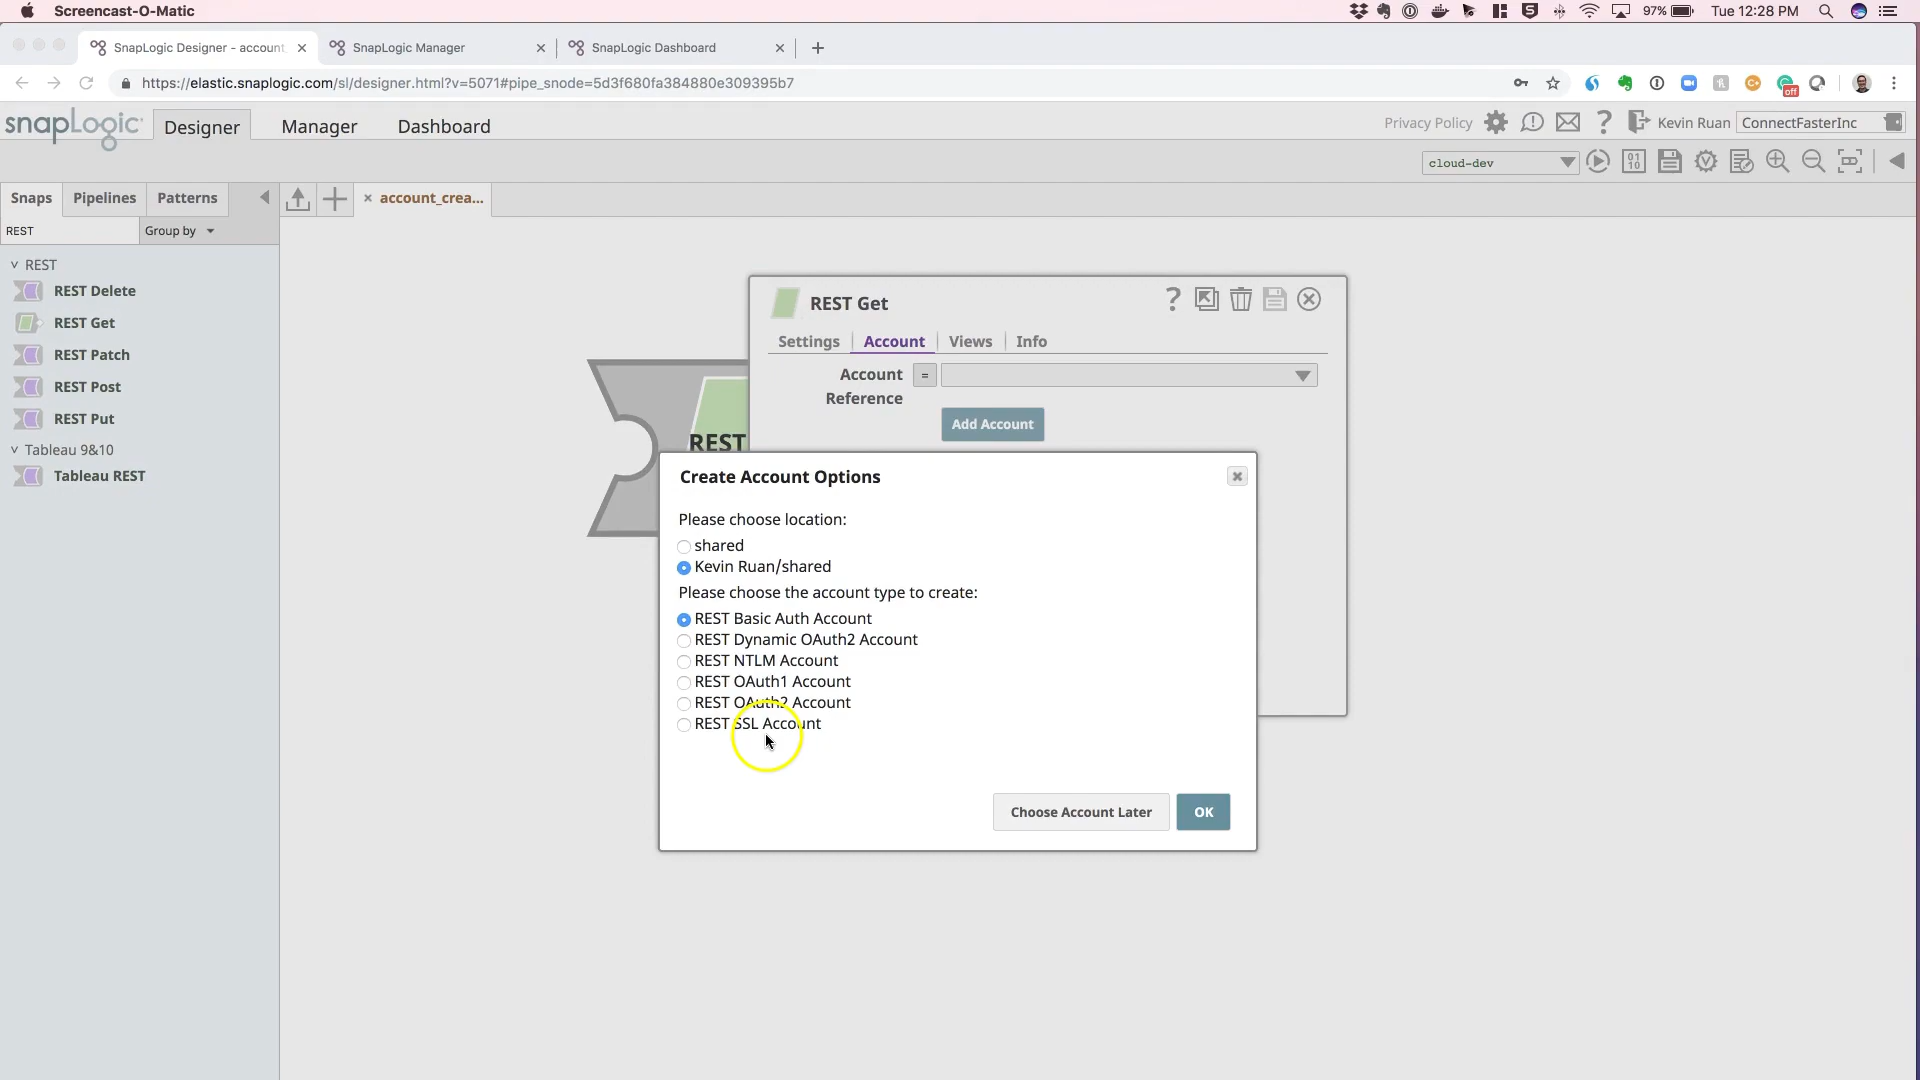 Screencast-O-Matic
97%
Tue 12:28 PM
SnapLogic Designer - account
SnapLogic Manager
SnapLogic Dashboard
https://elastic.snaplogic.com/sl/designer.html?v=5071#pipe_snode=5d3f680fa384880e309395b7
off
snapLogic
Designer
Manager
Dashboard
Privacy Policy
Kevin Ruan
ConnectFasterInc
cloud-dev
Snaps
Pipelines
Patterns
account_crea...
REST
Group by
REST
REST Delete
REST Get
REST Patch
REST Post
REST Put
Tableau 9&10
Tableau REST
REST
REST Get
Settings
Account
Views
Info
Account
Reference
=
Add Account
Create Account Options
Please choose location:
shared
Kevin Ruan/shared
Please choose the account type to create:
REST Basic Auth Account
REST Dynamic OAuth2 Account
REST NTLM Account
REST OAuth1 Account
REST OAuth2 Account
REST SSL Account
Choose Account Later
OK